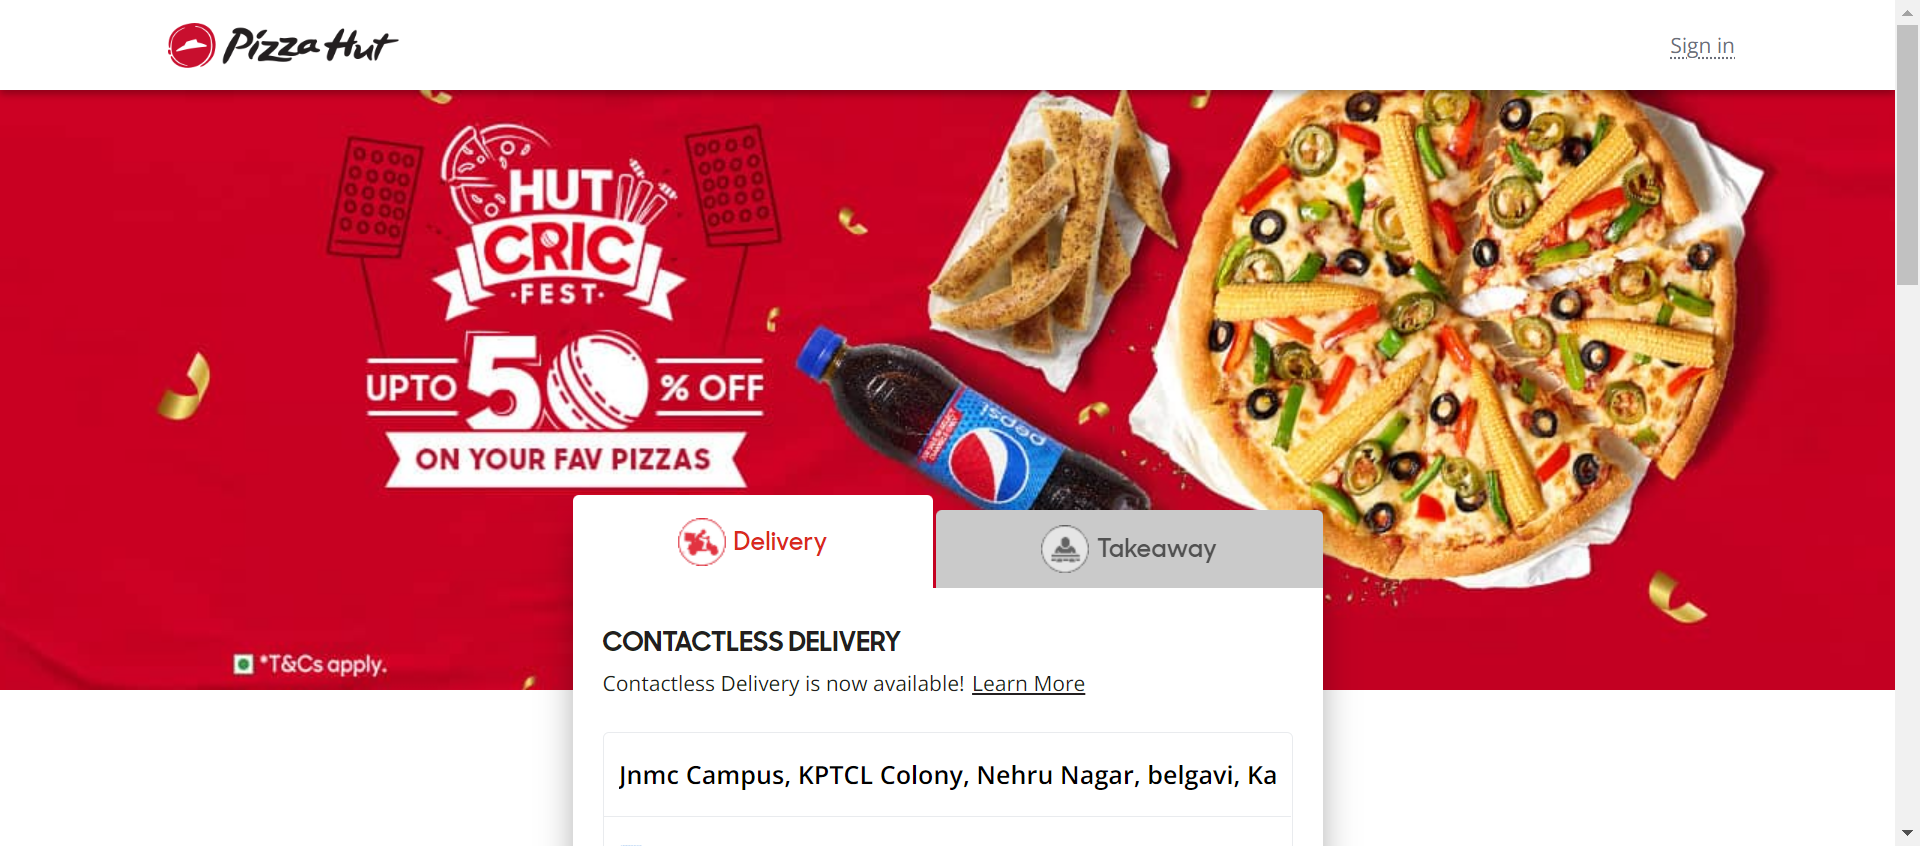 Pizza Hut
Sign in
HUT
CRIC
·FEST·
UPTO 50 % OFF
ON YOUR FAV PIZZAS
pepsi
Delivery
Takeaway
CONTACTLESS DELIVERY
Contactless Delivery is now available! Learn More
*T&Cs apply.
Jnmc Campus, KPTCL Colony, Nehru Nagar, belgavi, Ka